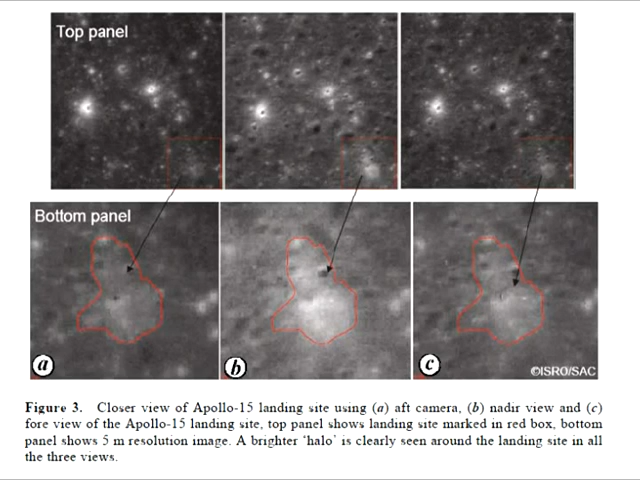 Top panel
Bottom panel
a
b
c
©ISRO/SAC
Figure 3. Closer view of Apollo-15 landing site using (a) aft camera, (b) nadir view and (c)
fore view of the Apollo-15 landing site, top panel shows landing site marked in red box, bottom
panel shows 5 m resolution image. A brighter ‘halo’ is clearly seen around the landing site in all
the three views.